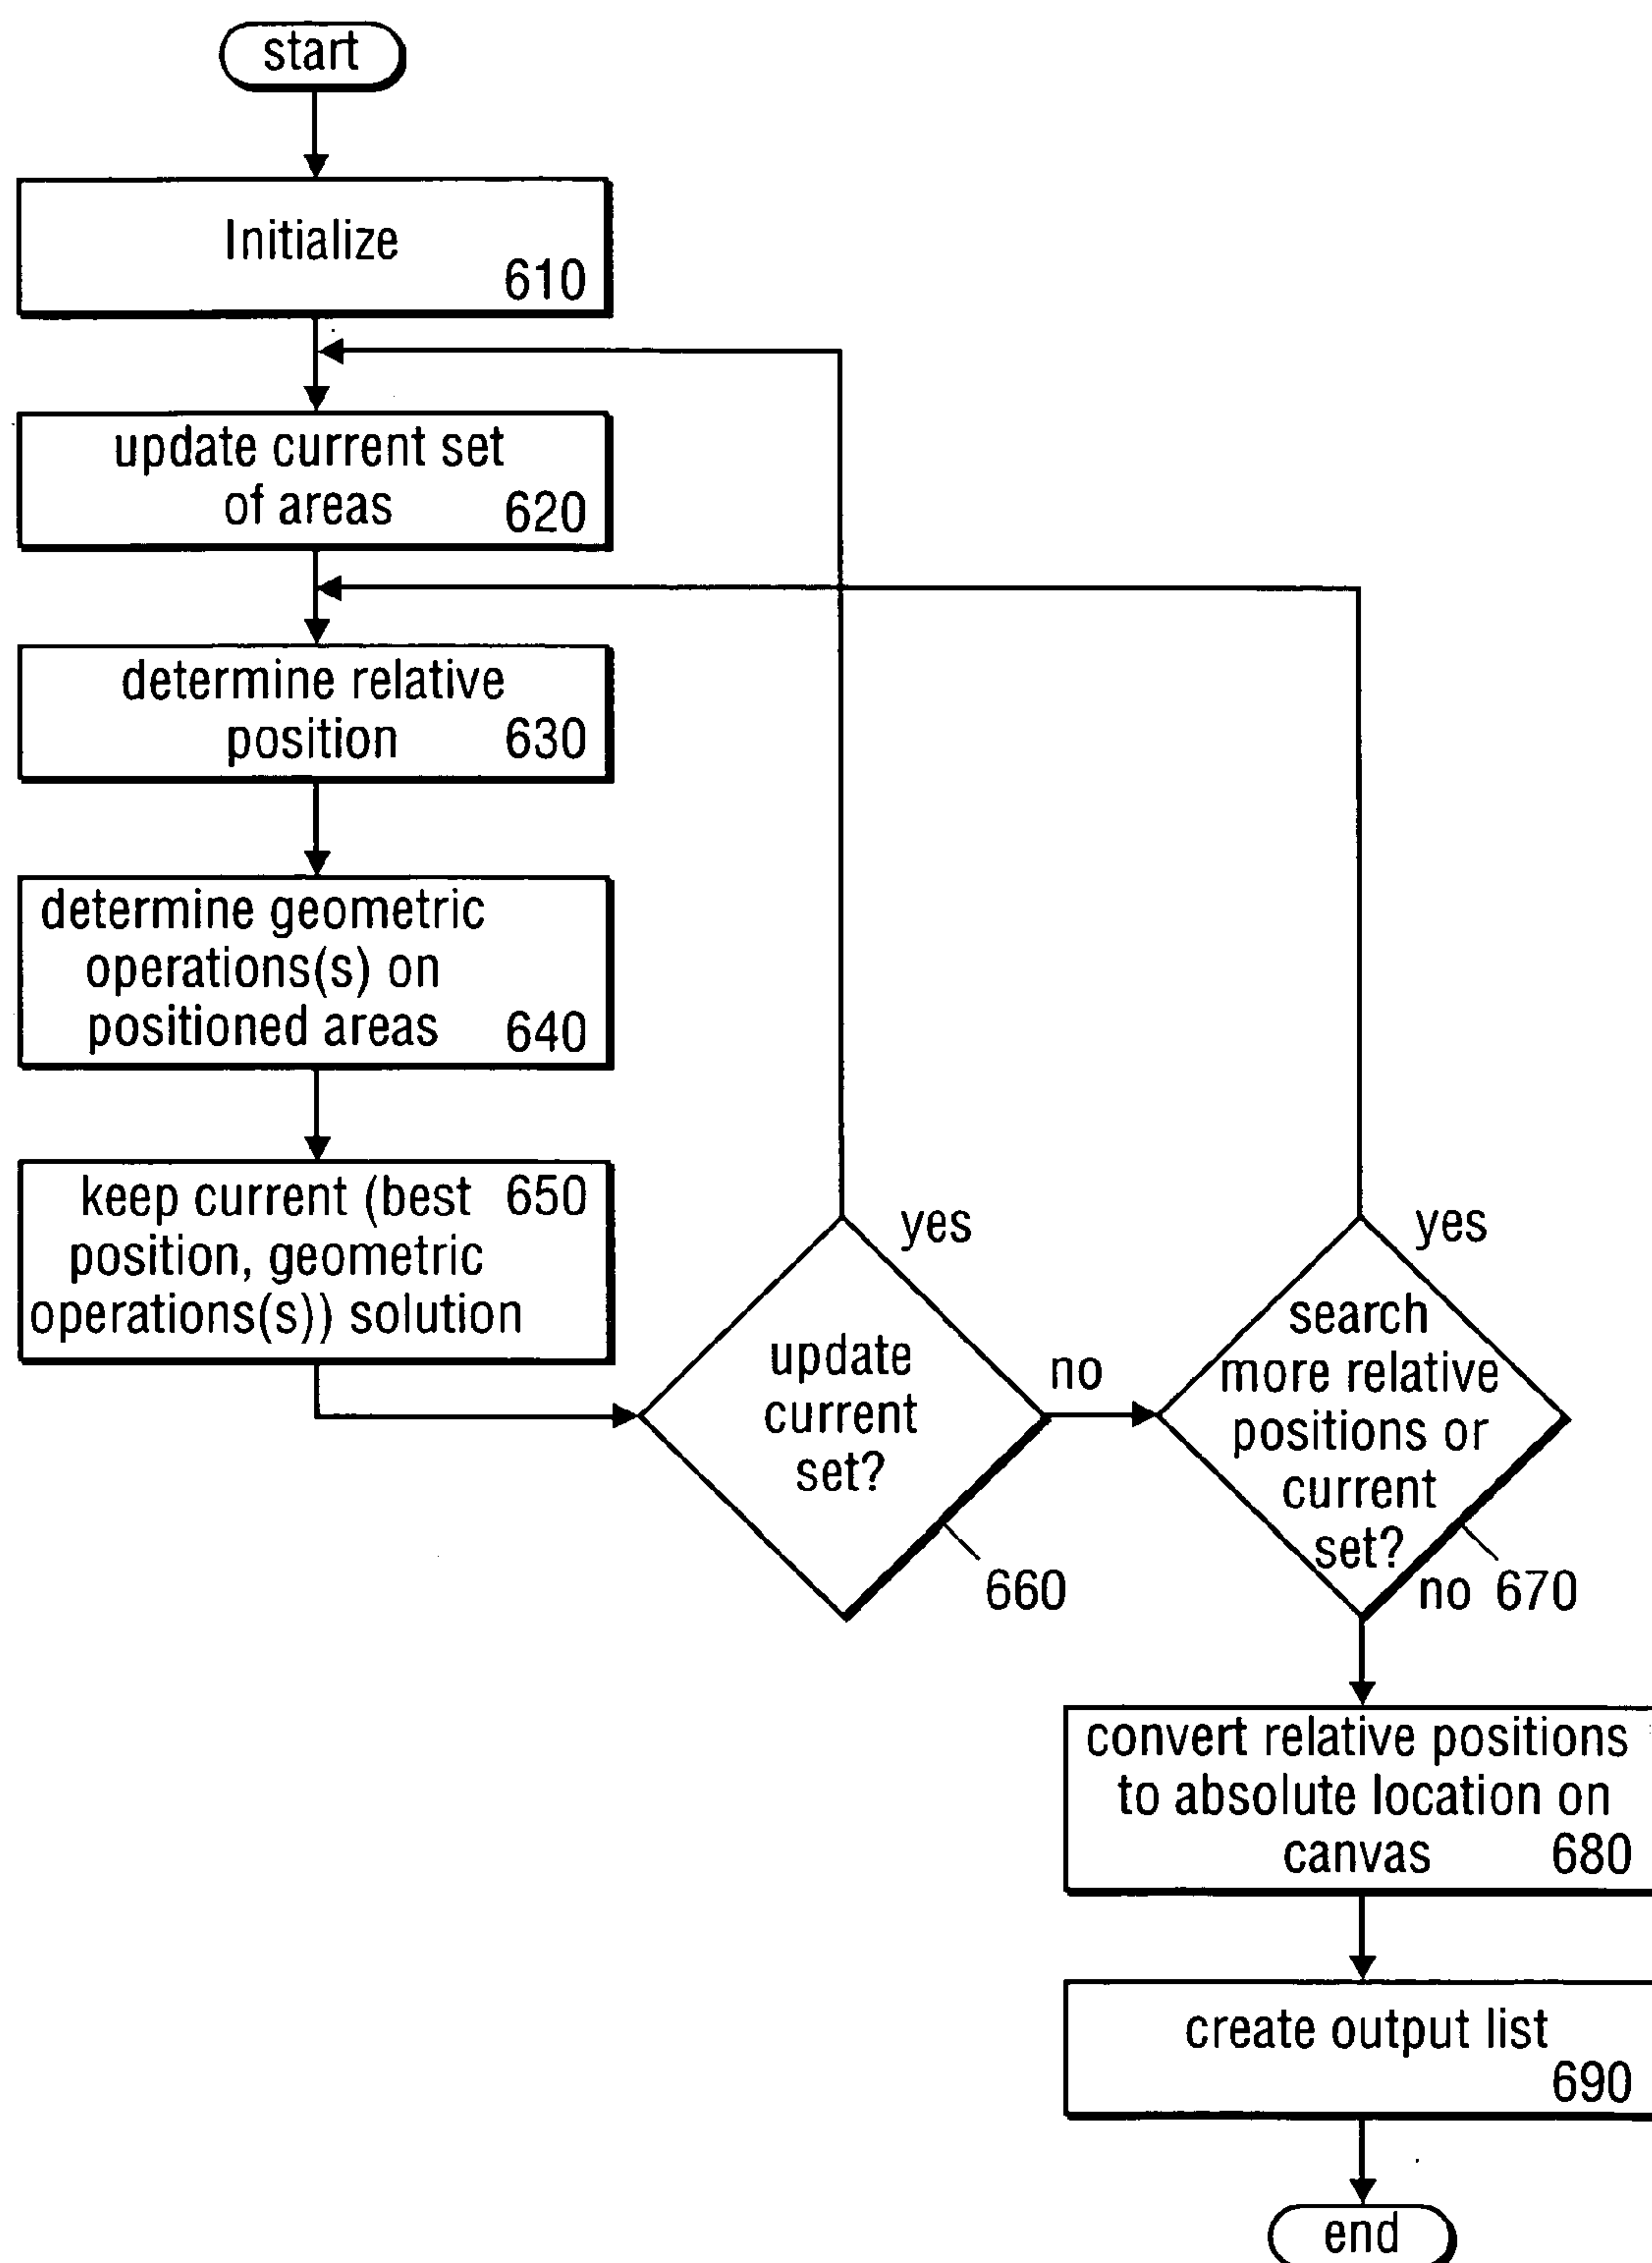 start
Initialize
610
update current set
of areas 620
determine relative
position 630
determine geometric
operations(s) on
positioned areas 640
keep current (best 650
position, geometric
operations(s)) solution
yes
update
current
set?
660
no
yes
search
more relative
positions or
current
set?
no 670
convert relative positions
to absolute location on
canvas 680
create output list
690
end